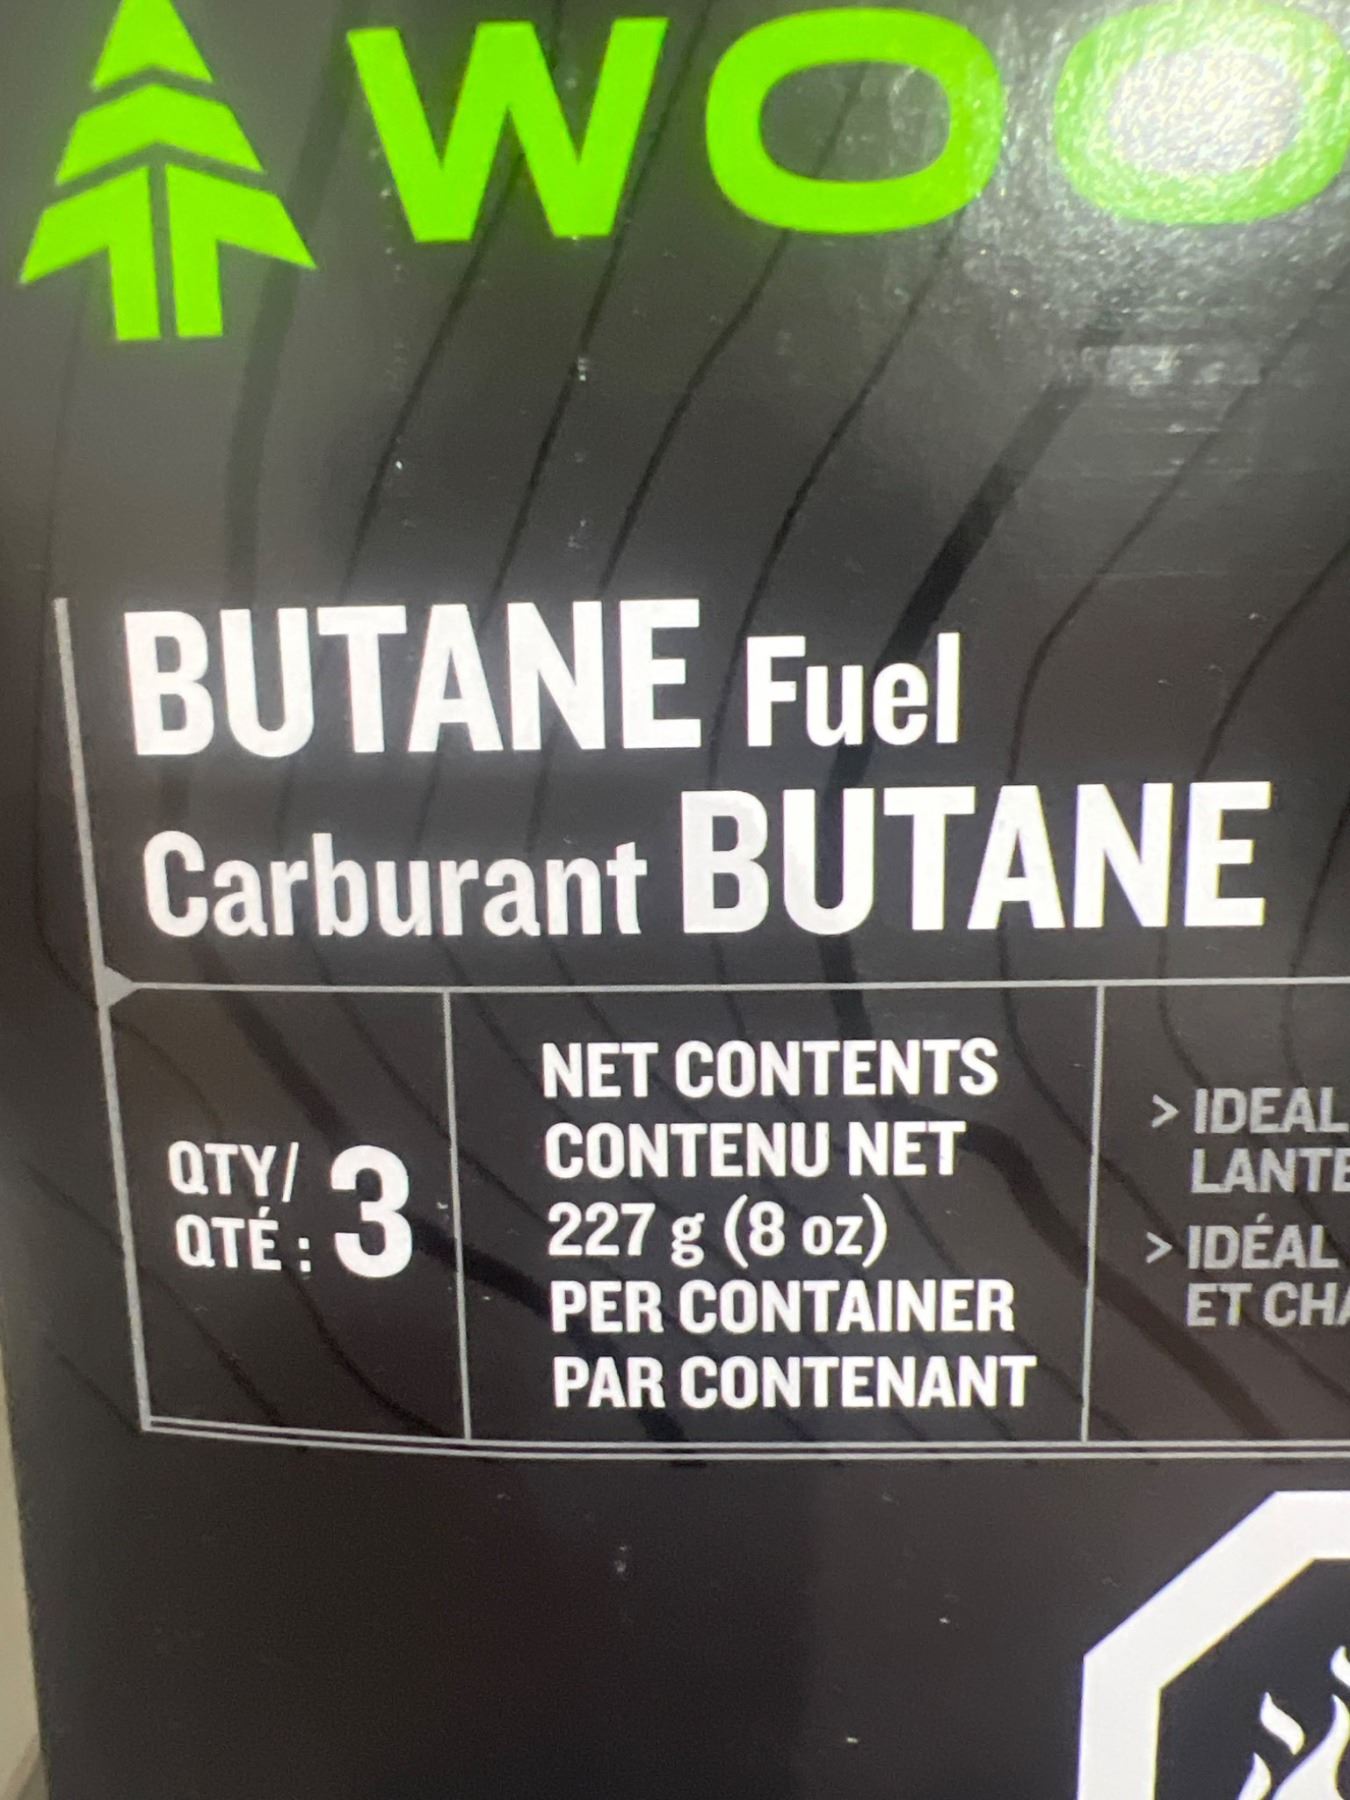 WOO
BUTANE Fuel
Carburant BUTANE
QTY/
QTÉ : 3
NET CONTENTS
CONTENU NET
227 g (8 oz)
PER CONTAINER
PAR CONTENANT
> IDEAL
LANTE
> IDÉAL
ET CHA